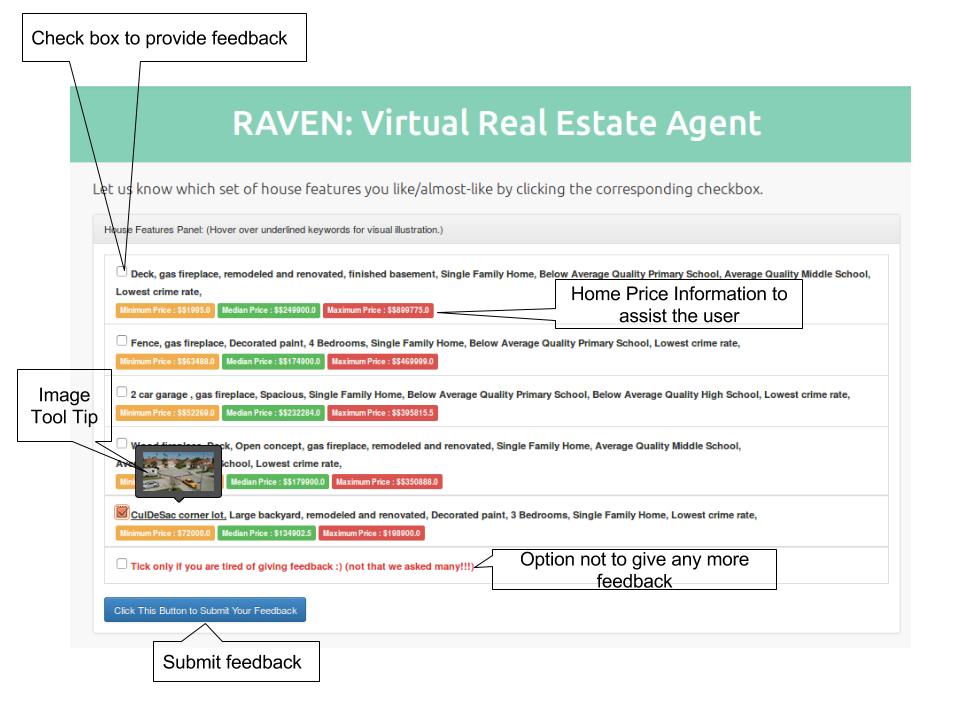 Check box to provide feedback
RAVEN: Virtual Real Estate Agent
Let us know which set of house features you like/almost-like by clicking the corresponding checkbox.
House Features Panel: (Hover over underlined keywords for visual illustration.)
Deck, gas fireplace, remodeled and renovated, finished basement, Single Family Home, Below Average Quality Primary School, Average Quality Middle School,
Lowest crime rate,
Minimum Price : $$1995.0 Median Price : $$249900.0 Maximum Price : $$899775.0
Home Price Information to
assist the user
Fence, gas fireplace, Decorated paint, 4 Bedrooms, Single Family Home, Below Average Quality Primary School, Lowest crime rate,
Minimum Price : $$63488.0 Median Price : $$174900.0 Maximum Price : $$469999.0
Image
Tool Tip
2 car garage , gas fireplace, Spacious, Single Family Home, Below Average Quality Primary School, Below Average Quality High School, Lowest crime rate,
Minimum Price : $$52269.0 Median Price : $$232284.0 Maximum Price : $$395815.5
Wood fireplace, Deck, Open concept, gas fireplace, remodeled and renovated, Single Family Home, Average Quality Middle School,
School, Lowest crime rate,
Median Price : $$179900.0 Maximum Price : $$350888.0
CulDeSac corner lot, Large backyard, remodeled and renovated, Decorated paint, 3 Bedrooms, Single Family Home, Lowest crime rate,
Minimum Price : $72000.0 Median Price : $134902.5 Maximum Price : $198900.0
Tick only if you are tired of giving feedback :) (not that we asked many!!!)
Option not to give any more
feedback
Click This Button to Submit Your Feedback
Submit feedback